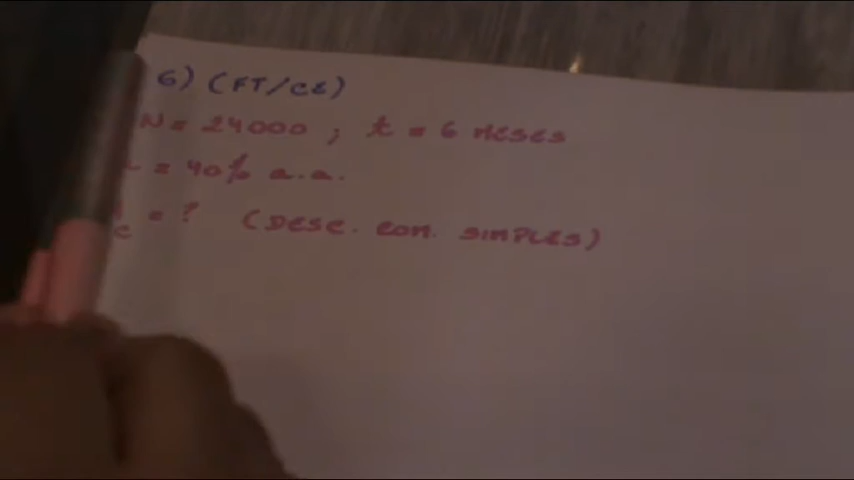 6) (FT/CE)
N = 24000 ; t = 6 MESES
= 40% a.a.
c = ? (DESC. COM. SIMPLES)